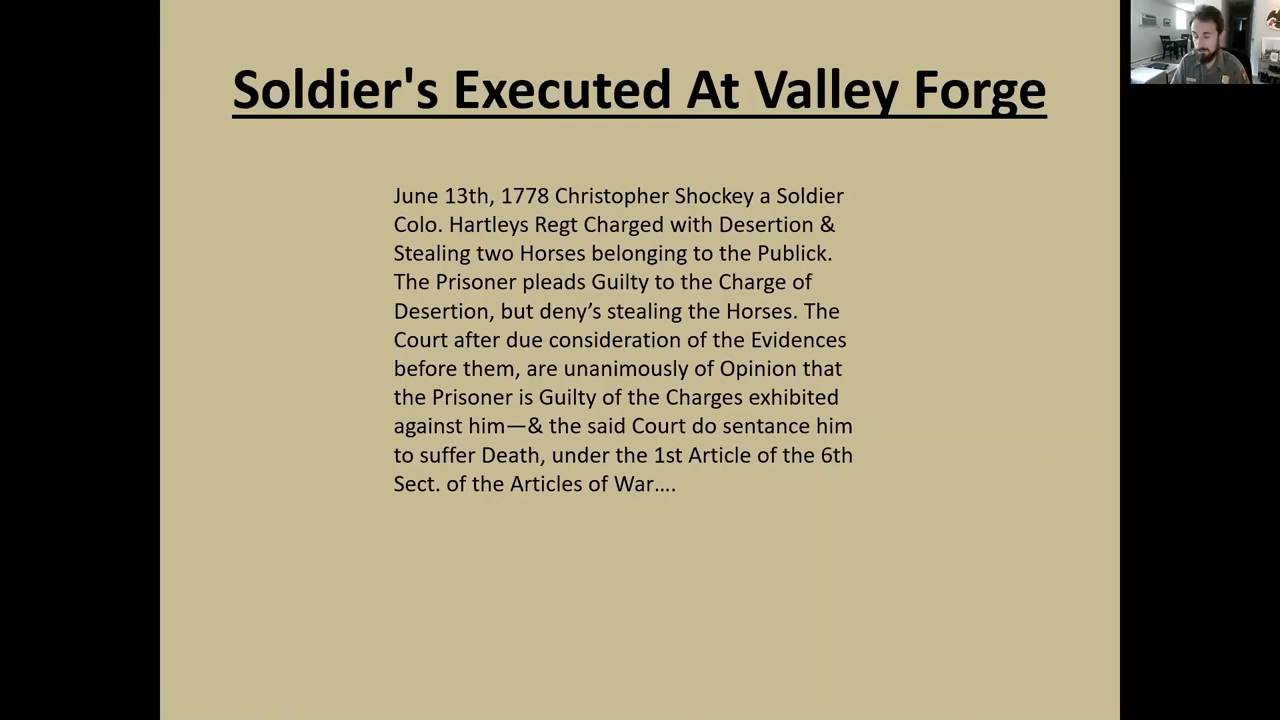 Soldier's Executed At Valley Forge
June 13th, 1778 Christopher Shockey a Soldier
Colo. Hartleys Regt Charged with Desertion &
Stealing two Horses belonging to the Publick.
The Prisoner pleads Guilty to the Charge of
Desertion, but deny’s stealing the Horses. The
Court after due consideration of the Evidences
before them, are unanimously of Opinion that
the Prisoner is Guilty of the Charges exhibited
against him—& the said Court do sentance him
to suffer Death, under the 1st Article of the 6th
Sect. of the Articles of War….